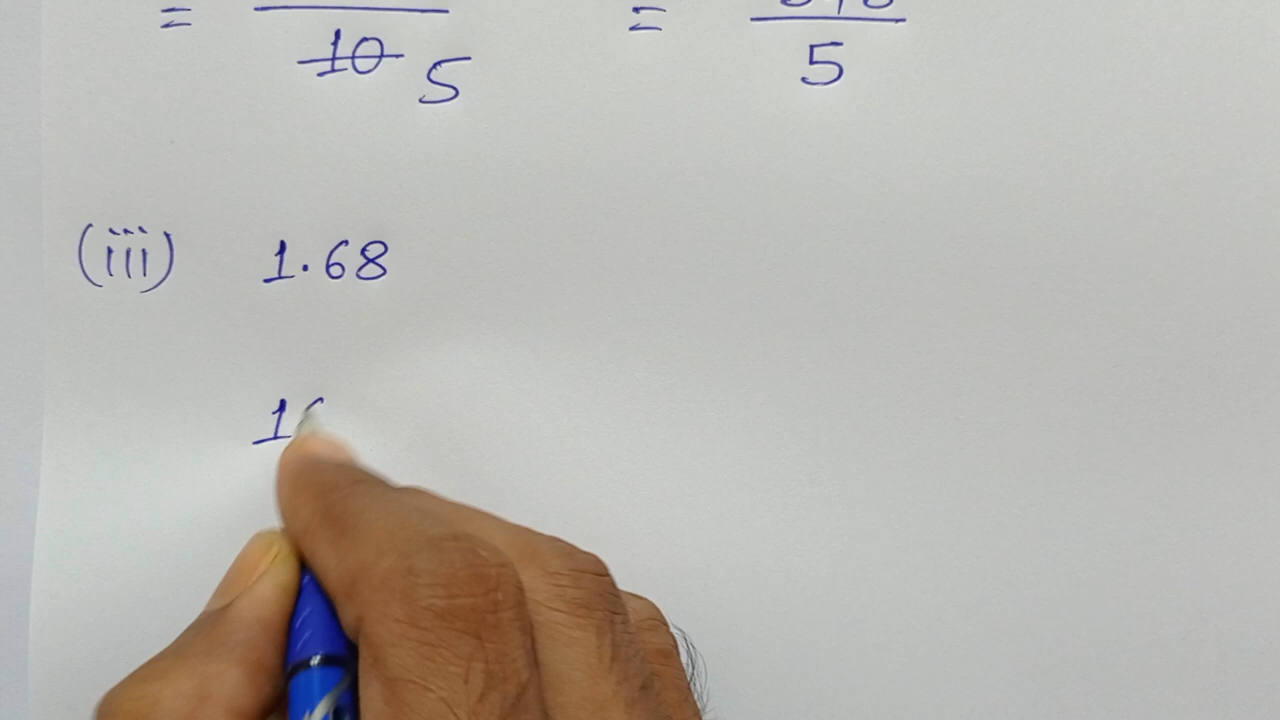 = 10 5 = 5
(iii) 1.68
1